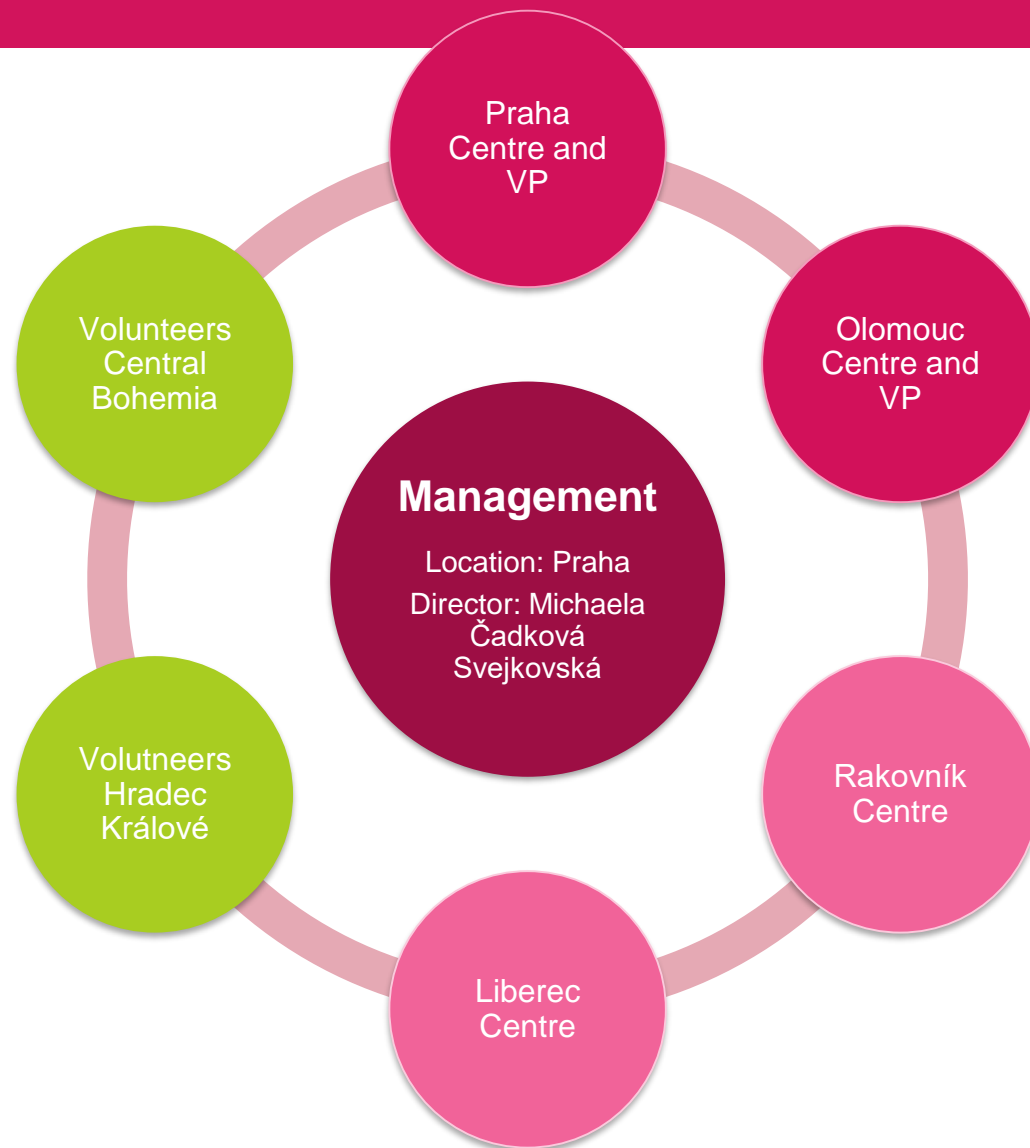 Praha
Centre and
VP
Volunteers
Central
Bohemia
Olomouc
Centre and
VP
Management
Location: Praha
Director: Michaela
Čadková
Svejkovská
Volutneers
Hradec
Králové
Rakovník
Centre
Liberec
Centre